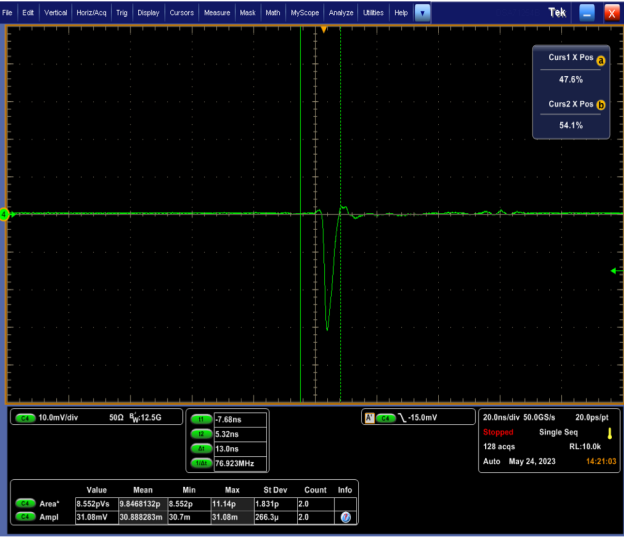 File Edit Vertical Horiz/Acq Trig Display Cursors Measure Mask Math MyScope Analyze Utilities Help Tek X
Curs1 X Pos a
47.6%
Curs2 X Pos b
54.1%
4
C4 10.0mV/div 50Ω BW:12.5G
t1 -7.68ns
t2 5.32ns
Δt 13.0ns
1/Δt 76.923MHz
A' C4 -15.0mV
20.0ns/div 50.0GS/s 20.0ps/pt
Stopped Single Seq
128 acqs RL:10.0k
Auto May 24, 2023 14:21:03
Value Mean Min Max St Dev Count Info
C4 Area* 8.552pVs 9.8468132p 8.552p 11.14p 1.831p 2.0
C4 Ampl 31.08mV 30.888283m 30.7m 31.08m 266.3µ 2.0